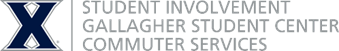 X
STUDENT INVOLVEMENT
GALLAGHER STUDENT CENTER
COMMUTER SERVICES